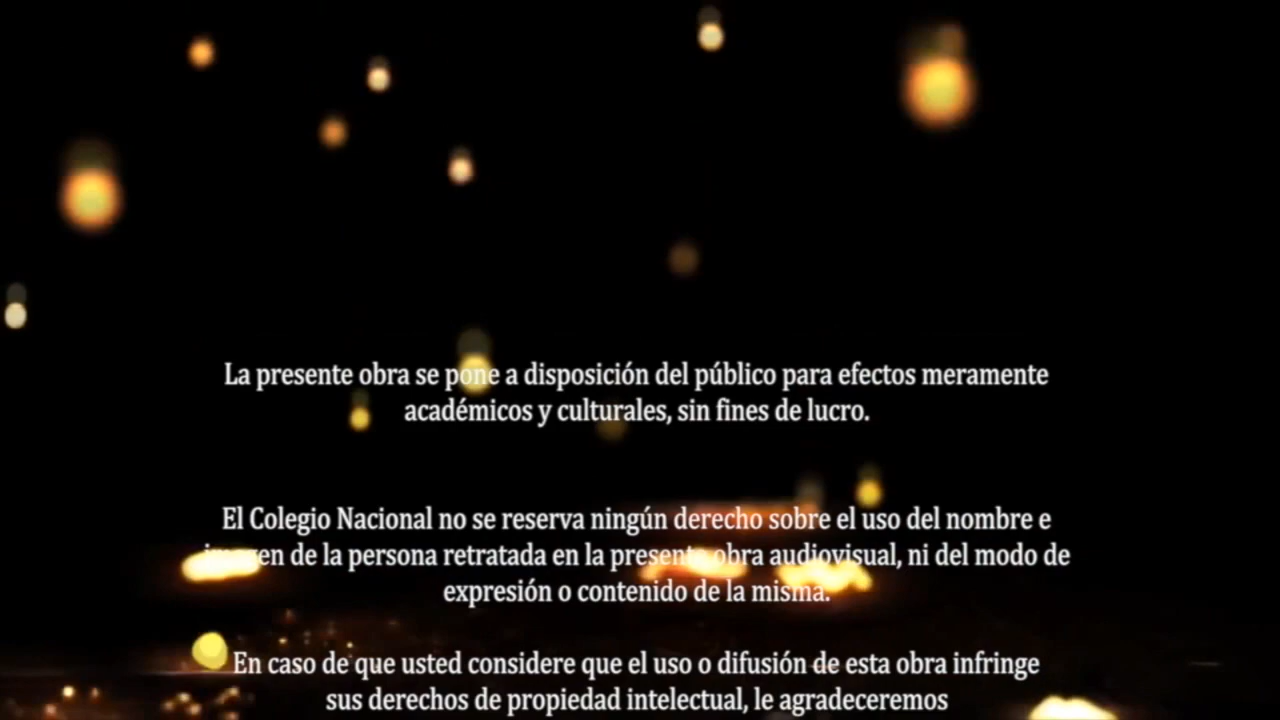 La presente obra se pone a disposición del público para efectos meramente
académicos y culturales, sin fines de lucro.
El Colegio Nacional no se reserva ningún derecho sobre el uso del nombre e
imagen de la persona retratada en la presente obra audiovisual, ni del modo de
expresión o contenido de la misma.
En caso de que usted considere que el uso o difusión de esta obra infringe
sus derechos de propiedad intelectual, le agradeceremos